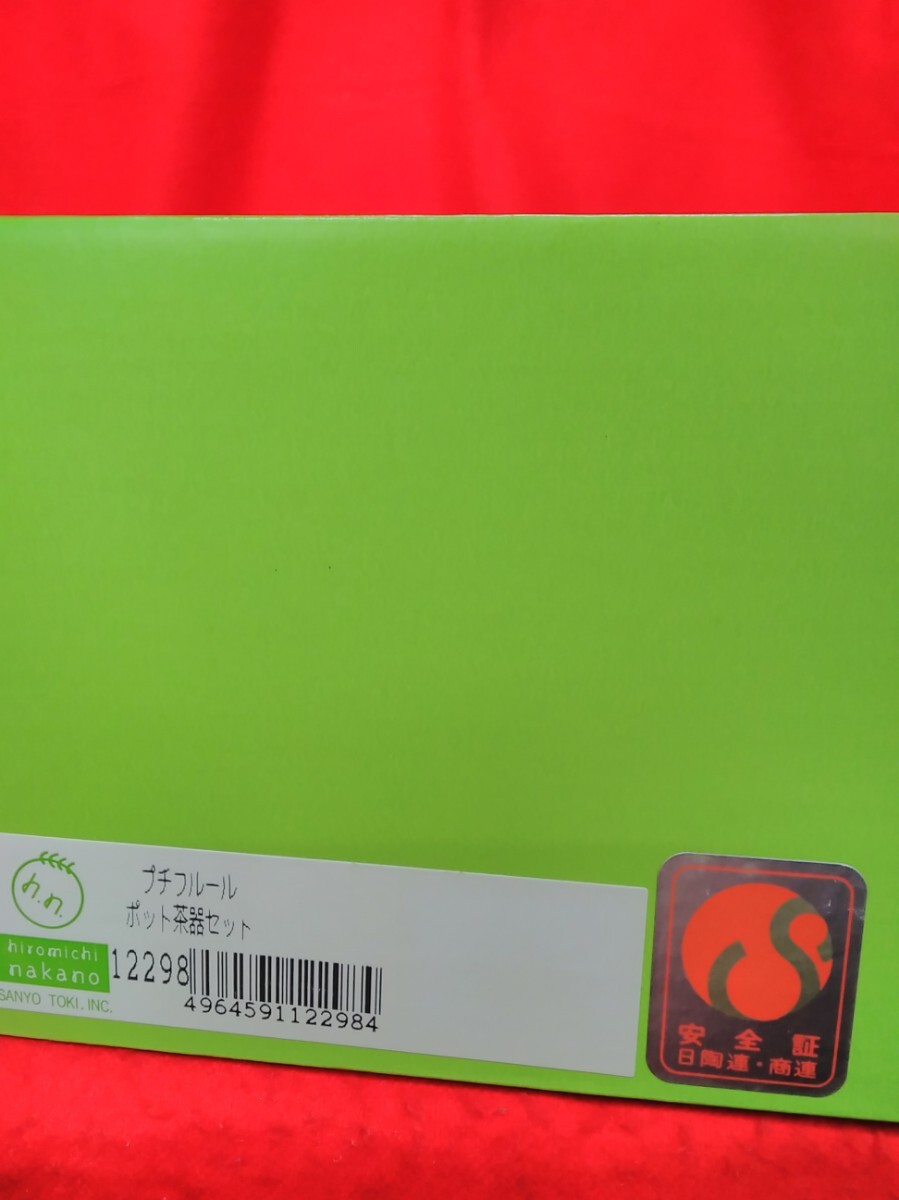 h.n.
hiromichi
nakano
SANYO TOKI. INC.
プチフルール
ポット茶器セット
12298
4964591122984
安全証
日陶連・商連